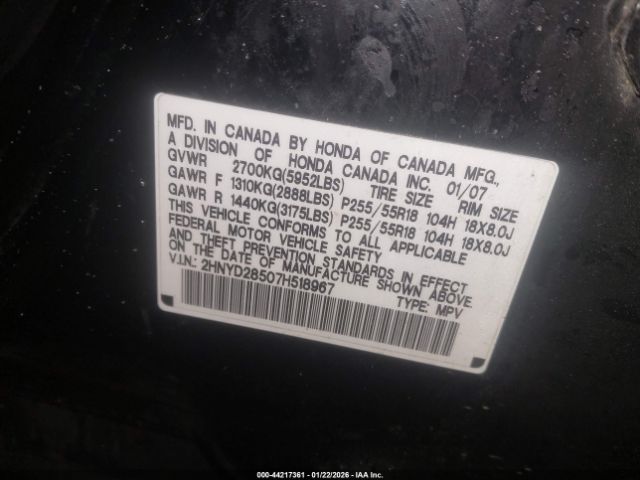 MFD. IN CANADA BY HONDA OF CANADA MFG.,
A DIVISION OF HONDA CANADA INC. 01/07
GVWR 2700KG(5952LBS) TIRE SIZE RIM SIZE
GAWR F 1310KG(2888LBS) P255/55R18 104H 18X8.0J
GAWR R 1440KG(3175LBS) P255/55R18 104H 18X8.0J
THIS VEHICLE CONFORMS TO ALL APPLICABLE
FEDERAL MOTOR VEHICLE SAFETY
AND THEFT PREVENTION STANDARDS IN EFFECT
ON THE DATE OF MANUFACTURE SHOWN ABOVE.
V.I.N.: 2HNYD28507H518967 TYPE: MPV
000-44217361 - 01/22/2026 - © IAA Inc.